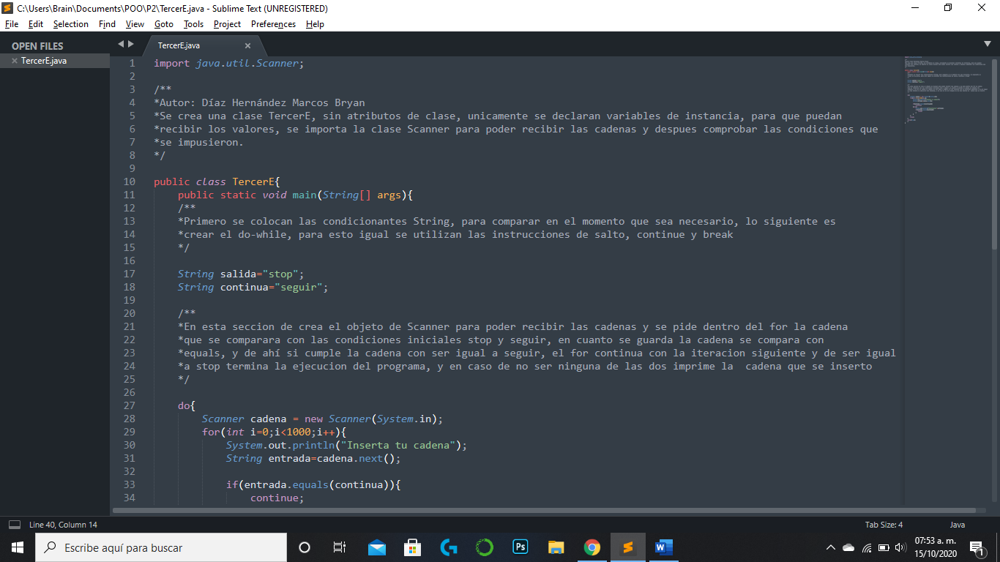 C:\Users\Brain\Documents\POO\P2\TercerE.java - Sublime Text (UNREGISTERED)
File Edit Selection Find View Goto Tools Project Preferences Help
OPEN FILES
TercerE.java
TercerE.java
1 import java.util.Scanner;
2
3 /**
4 *Autor: Díaz Hernández Marcos Bryan
5 *Se crea una clase TercerE, sin atributos de clase, unicamente se declaran variables de instancia, para que puedan
6 *recibir los valores, se importa la clase Scanner para poder recibir las cadenas y despues comprobar las condiciones que
7 *se impusieron.
8 */
9
10 public class TercerE{
11 public static void main(String[] args){
12 /**
13 *Primero se colocan las condicionantes String, para comparar en el momento que sea necesario, lo siguiente es
14 *crear el do-while, para esto igual se utilizan las instrucciones de salto, continue y break
15 */
16
17 String salida="stop";
18 String continua="seguir";
19
20 /**
21 *En esta seccion de crea el objeto de Scanner para poder recibir las cadenas y se pide dentro del for la cadena
22 *que se comparara con las condiciones iniciales stop y seguir, en cuanto se guarda la cadena se compara con
23 *equals, y de ahí si cumple la cadena con ser igual a seguir, el for continua con la iteracion siguiente y de ser igual
24 *a stop termina la ejecucion del programa, y en caso de no ser ninguna de las dos imprime la  cadena que se inserto
25 */
26
27 do{
28 Scanner cadena = new Scanner(System.in);
29 for(int i=0;i<1000;i++){
30 System.out.println("Inserta tu cadena");
31 String entrada=cadena.next();
32
33 if(entrada.equals(continua)){
34 continue;
Line 40, Column 14
Tab Size: 4
Java
Escribe aquí para buscar
Ps
W
07:53 a. m.
15/10/2020
1